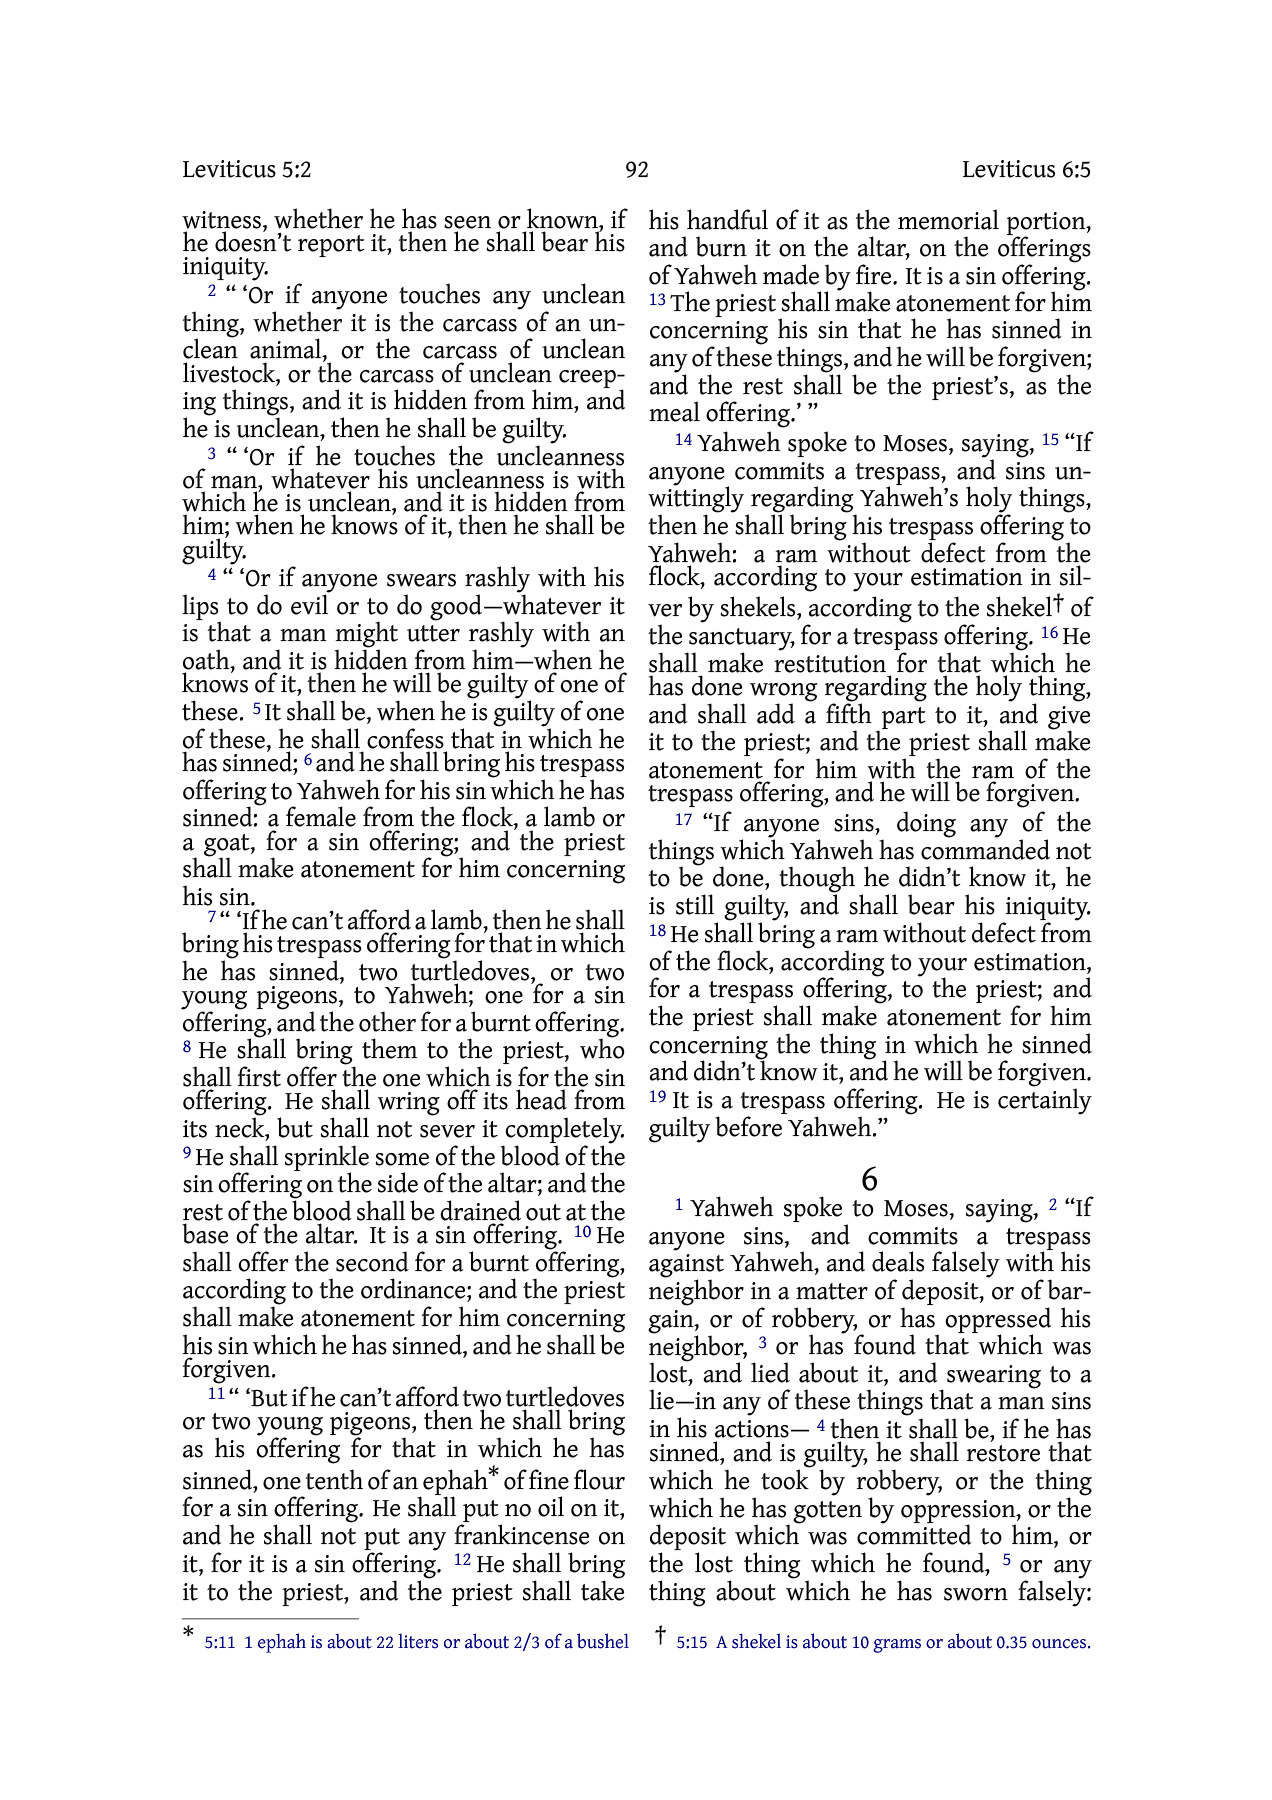 Leviticus 5:2 92 Leviticus 6:5
witness, whether he has seen or known, if
he doesn’t report it, then he shall bear his
iniquity.
2 “ ‘Or if anyone touches any unclean
thing, whether it is the carcass of an un-
clean animal, or the carcass of unclean
livestock, or the carcass of unclean creep-
ing things, and it is hidden from him, and
he is unclean, then he shall be guilty.
3 “ ‘Or if he touches the uncleanness
of man, whatever his uncleanness is with
which he is unclean, and it is hidden from
him; when he knows of it, then he shall be
guilty.
4 “ ‘Or if anyone swears rashly with his
lips to do evil or to do good—whatever it
is that a man might utter rashly with an
oath, and it is hidden from him—when he
knows of it, then he will be guilty of one of
these. 5 It shall be, when he is guilty of one
of these, he shall confess that in which he
has sinned; 6 and he shall bring his trespass
offering to Yahweh for his sin which he has
sinned: a female from the flock, a lamb or
a goat, for a sin offering; and the priest
shall make atonement for him concerning
his sin.
7 “ ‘If he can’t afford a lamb, then he shall
bring his trespass offering for that in which
he has sinned, two turtledoves, or two
young pigeons, to Yahweh; one for a sin
offering, and the other for a burnt offering.
8 He shall bring them to the priest, who
shall first offer the one which is for the sin
offering. He shall wring off its head from
its neck, but shall not sever it completely.
9 He shall sprinkle some of the blood of the
sin offering on the side of the altar; and the
rest of the blood shall be drained out at the
base of the altar. It is a sin offering. 10 He
shall offer the second for a burnt offering,
according to the ordinance; and the priest
shall make atonement for him concerning
his sin which he has sinned, and he shall be
forgiven.
11 “ ‘But if he can’t afford two turtledoves
or two young pigeons, then he shall bring
as his offering for that in which he has
sinned, one tenth of an ephah* of fine flour
for a sin offering. He shall put no oil on it,
and he shall not put any frankincense on
it, for it is a sin offering. 12 He shall bring
it to the priest, and the priest shall take
his handful of it as the memorial portion,
and burn it on the altar, on the offerings
of Yahweh made by fire. It is a sin offering.
13 The priest shall make atonement for him
concerning his sin that he has sinned in
any of these things, and he will be forgiven;
and the rest shall be the priest’s, as the
meal offering.’ ”
14 Yahweh spoke to Moses, saying, 15 “If
anyone commits a trespass, and sins un-
wittingly regarding Yahweh’s holy things,
then he shall bring his trespass offering to
Yahweh: a ram without defect from the
flock, according to your estimation in sil-
ver by shekels, according to the shekel† of
the sanctuary, for a trespass offering. 16 He
shall make restitution for that which he
has done wrong regarding the holy thing,
and shall add a fifth part to it, and give
it to the priest; and the priest shall make
atonement for him with the ram of the
trespass offering, and he will be forgiven.
17 “If anyone sins, doing any of the
things which Yahweh has commanded not
to be done, though he didn’t know it, he
is still guilty, and shall bear his iniquity.
18 He shall bring a ram without defect from
of the flock, according to your estimation,
for a trespass offering, to the priest; and
the priest shall make atonement for him
concerning the thing in which he sinned
and didn’t know it, and he will be forgiven.
19 It is a trespass offering. He is certainly
guilty before Yahweh.”
6
1 Yahweh spoke to Moses, saying, 2 “If
anyone sins, and commits a trespass
against Yahweh, and deals falsely with his
neighbor in a matter of deposit, or of bar-
gain, or of robbery, or has oppressed his
neighbor, 3 or has found that which was
lost, and lied about it, and swearing to a
lie—in any of these things that a man sins
in his actions— 4 then it shall be, if he has
sinned, and is guilty, he shall restore that
which he took by robbery, or the thing
which he has gotten by oppression, or the
deposit which was committed to him, or
the lost thing which he found, 5 or any
thing about which he has sworn falsely:
* 5:11 1 ephah is about 22 liters or about 2/3 of a bushel
† 5:15 A shekel is about 10 grams or about 0.35 ounces.